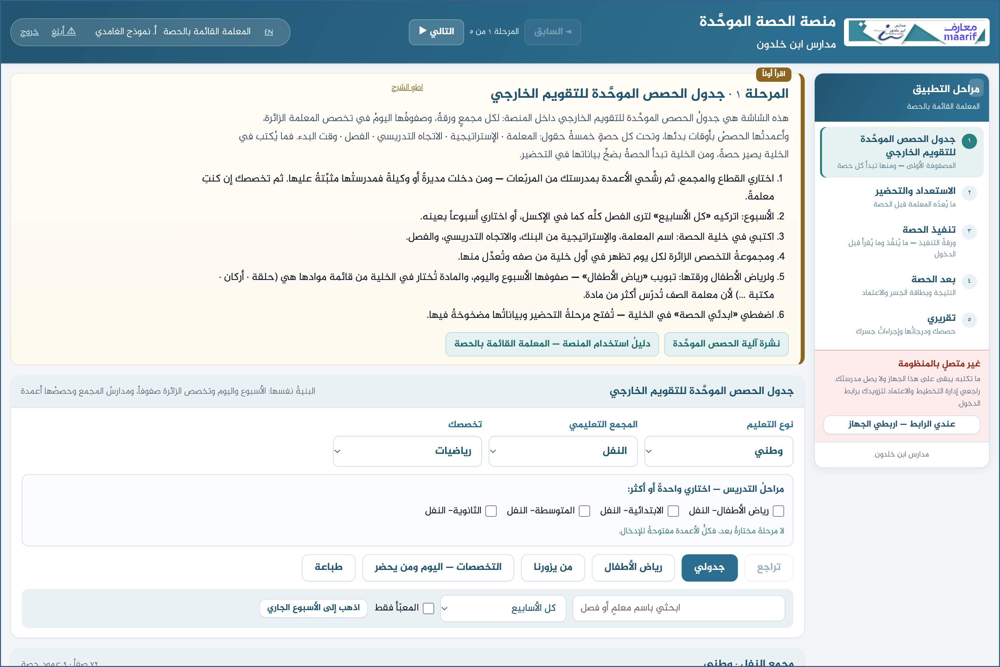 معارف
maarif
مدارس
ابن خلدون
منصة الحصة الموحَّدة
مدارس ابن خلدون
◄ السابق
المرحلة ١ من ٥
التالي ◄
EN
المعلمة القائمة بالحصة
أ. نموذج الغامدي
⚠ أبلغ
خروج
مراحل التطبيق
المعلمة القائمة بالحصة
١
جدول الحصص الموحَّدة
للتقويم الخارجي
المصفوفة الأولى — ومنها تبدأ كل حصة
٢
الاستعداد والتحضير
ما يُعدّه المعلمة قبل الحصة
٣
تنفيذ الحصة
ورقةُ التنفيذ — ما يُنفَّذ وما يُقرأ قبل
الدخول
٤
بعد الحصة
النتيجة وبطاقة الجسر والاعتماد
٥
تقريري
حصصك ودرجاتُها وإجراءاتُ جسرك
غير متصلٍ بالمنظومة
ما تكتبه يبقى على هذا الجهاز ولا يصل مدرستَك.
راجعي إدارة التخطيط والاعتماد لتزويدك برابط
الدخول.
عندي الرابط — اربطي الجهاز
مدارس ابن خلدون
اقرأ أولاً
المرحلة ١ · جدول الحصص الموحَّدة للتقويم الخارجي
اطوِ الشرح
هذه الشاشة هي جدولُ الحصص الموحَّدة للتقويم الخارجي داخل المنصة: لكل مجمعٍ ورقةٌ، وصفوفُها اليومُ في تخصص المعلمة الزائرة،
وأعمدتُها الحصصُ بأوقات بدئها، وتحت كل حصةٍ خمسةُ حقول: المعلمة · الإستراتيجية · الاتجاه التدريسي · الفصل · وقت البدء. فما يُكتب في
الخلية يصير حصةً، ومن الخلية تبدأ الحصةُ بضخِّ بياناتها في التحضير.
1. اختاري القطاع والمجمع، ثم رشِّحي الأعمدة بمدرستك من المربّعات — ومن دخلت مديرةً أو وكيلةً فمدرستُها مثبَّتةٌ عليها. ثم تخصصك إن كنتِ
معلمةً.
2. الأسبوع: اتركيه «كل الأسابيع» لترى الفصل كلَّه كما في الإكسل، أو اختاري أسبوعاً بعينه.
3. اكتبي في خلية الحصة: اسم المعلمة، والإستراتيجية من البنك، والاتجاه التدريسي، والفصل.
4. ومجموعةُ التخصص الزائرة لكل يوم تظهر في أول خلية من صفه وتُعدَّل منها.
5. ولرياض الأطفال ورقتها: تبويب «رياض الأطفال» — صفوفها الأسبوع واليوم، والمادة تُختار في الخلية من قائمة موادها هي (حلقة · أركان ·
مكتبة ...) لأن معلمة الصف تُدرّس أكثر من مادة.
6. اضغطي «ابدئي الحصة» في الخلية — تُفتح مرحلةُ التحضير وبياناتُها مضخوخةٌ فيها.
نشرة آلية الحصص الموحَّدة
دليلُ استخدام المنصة — المعلمة القائمة بالحصة
جدول الحصص الموحَّدة للتقويم الخارجي
البنيةُ نفسها: الأسبوع واليوم وتخصص الزائرة صفوفاً، ومدارسُ المجمع وحصصُها أعمدة
نوع التعليم
المجمع التعليمي
تخصصك
وطني
النفل
رياضيات
مراحلُ التدريس — اختاري واحدةً أو أكثر:
رياض الأطفال- النفل
الابتدائية- النفل
المتوسطة- النفل
الثانوية- النفل
لا مرحلةَ مختارةٌ بعد، فكلُّ الأعمدة مفتوحةٌ للإدخال.
تراجع
جدولي
رياض الأطفال
من يزورنا
التخصصات — اليوم ومن يحضر
طباعة
ابحثي باسم معلمٍ أو فصل
كل الأسابيع
المعبّأ فقط
اذهب إلى الأسبوع الجاري
مجمع النفل · وطني
٧٢ صفاً · ٩ عمود حصة